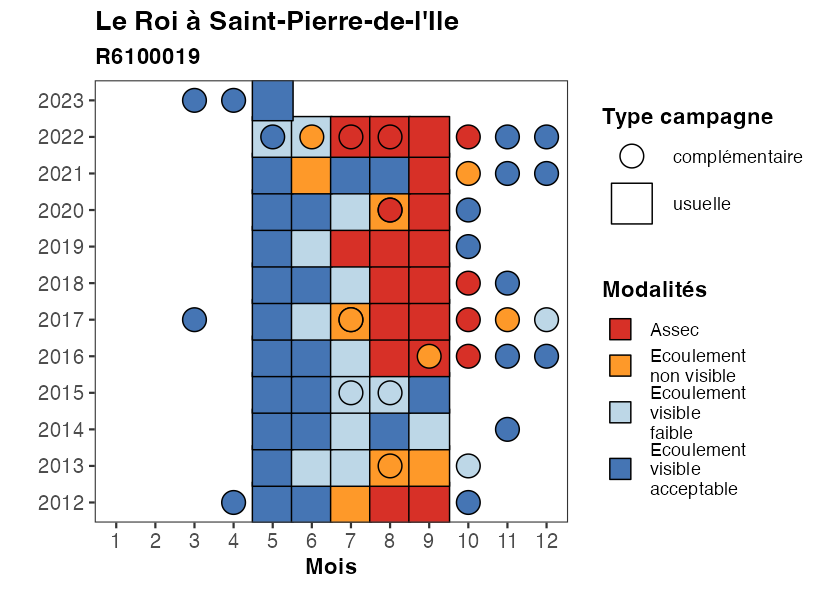 Le Roi à Saint-Pierre-de-l'Ile
R6100019
2023
2022
2021
2020
2019
2018
2017
2016
2015
2014
2013
2012
1 2 3 4 5 6 7 8 9 10 11 12
Mois
Type campagne
complémentaire
usuelle
Modalités
Assec
Ecoulement
non visible
Ecoulement
visible
faible
Ecoulement
visible
acceptable